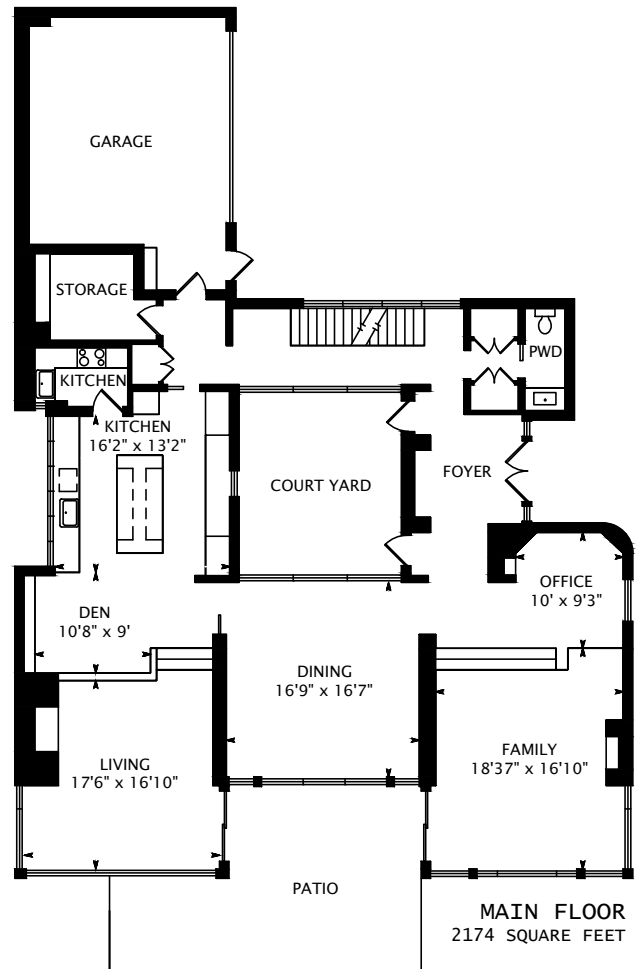 GARAGE
STORAGE
KITCHEN
PWD
KITCHEN
16'2" x 13'2"
COURT YARD
FOYER
OFFICE
10' x 9'3"
DEN
10'8" x 9'
DINING
16'9" x 16'7"
LIVING
17'6" x 16'10"
FAMILY
18'37" x 16'10"
PATIO
MAIN FLOOR
2174 SQUARE FEET